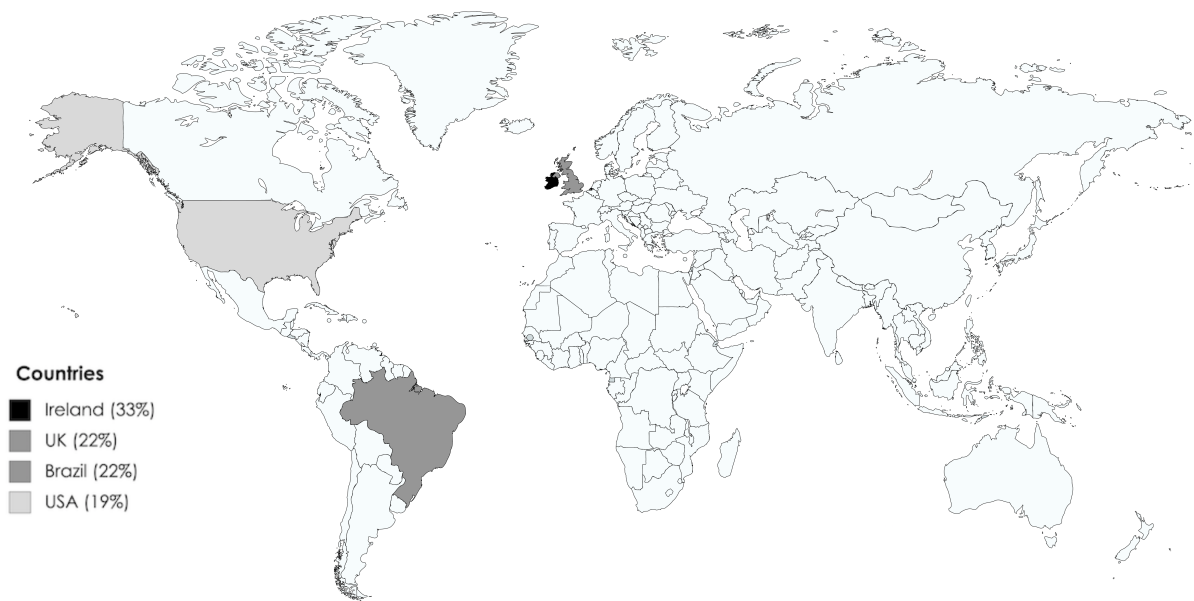 Countries
Ireland (33%)
UK (22%)
Brazil (22%)
USA (19%)